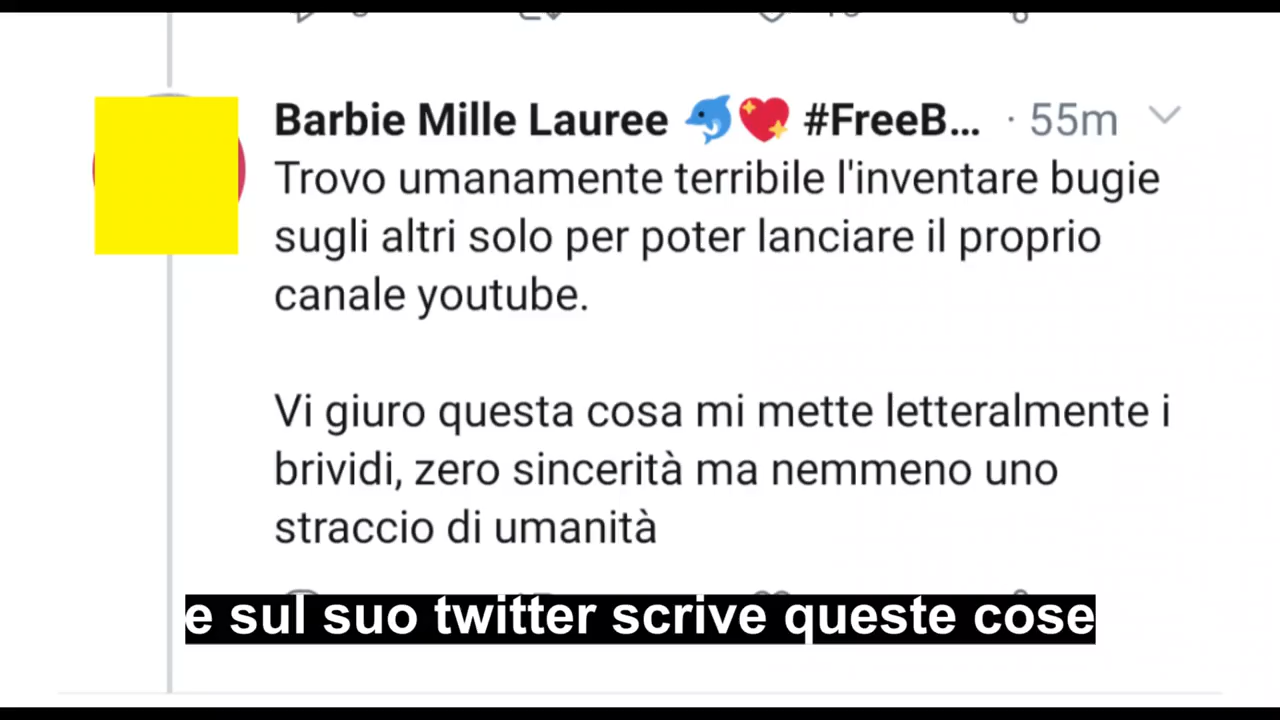 Barbie Mille Lauree 🐬💖 #FreeB... · 55m
Trovo umanamente terribile l'inventare bugie
sugli altri solo per poter lanciare il proprio
canale youtube.
Vi giuro questa cosa mi mette letteralmente i
brividi, zero sincerità ma nemmeno uno
straccio di umanità
e sul suo twitter scrive queste cose